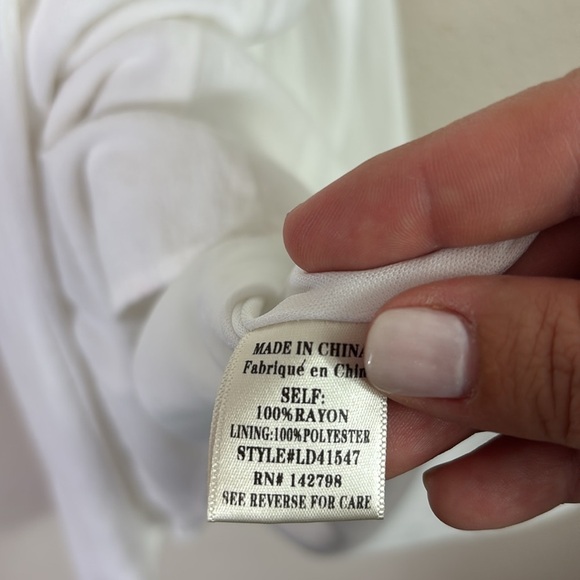 MADE IN CHINA
Fabriqué en Chin
SELF:
100%RAYON
LINING:100%POLYESTER
STYLE#LD41547
RN# 142798
SEE REVERSE FOR CARE